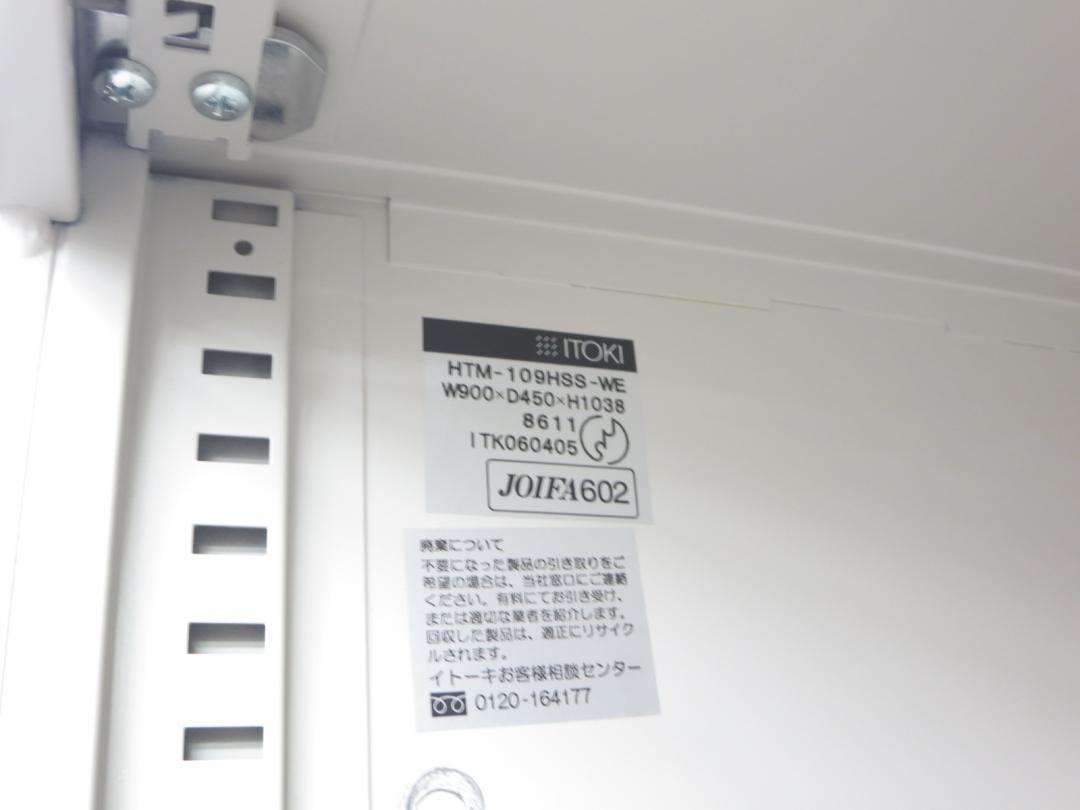 ITOKI
HTM-109HSS-WE
W900×D450×H1038
8611
ITK060405
JOIFA602
廃棄について
不要になった製品の引き取りをご
希望の場合は、当社窓口にご連絡
ください。有料にてお引き受け、
または適切な業者を紹介します。
回収した製品は、適正にリサイク
ルされます。
イトーキお客様相談センター
0120-164177